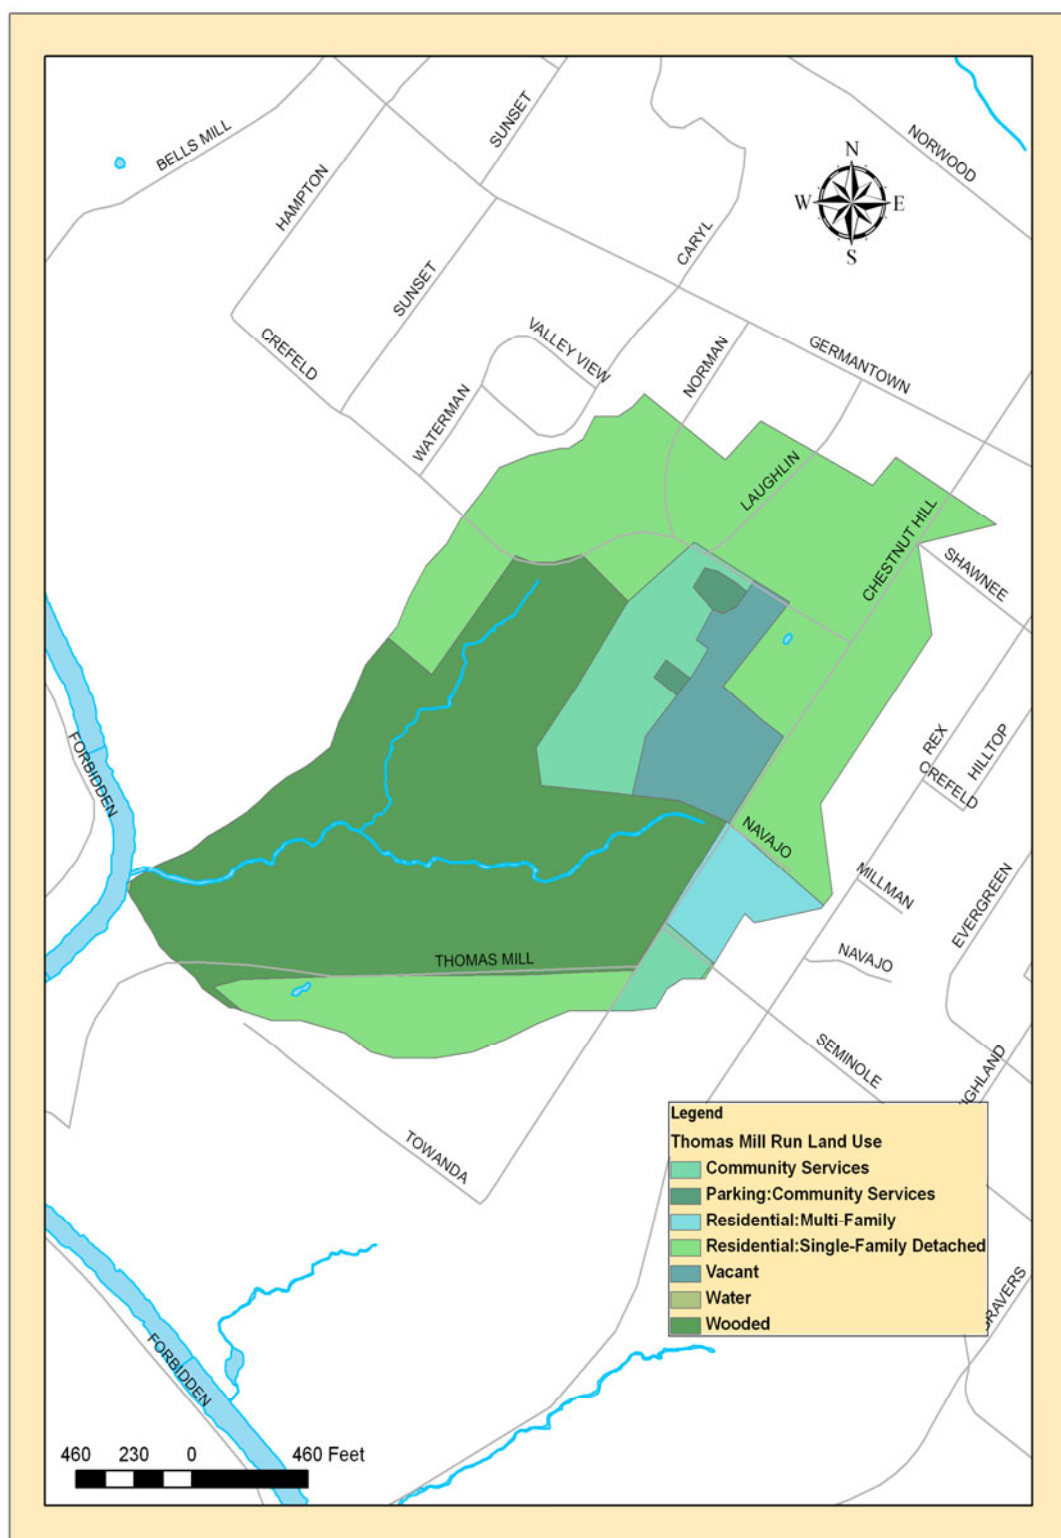 BELLS MILL
SUNSET
NORWOOD
HAMPTON
N
W E
S
CARYL
SUNSET
CREFELD
VALLEY VIEW
NORMAN
GERMANTOWN
WATERMAN
LAUGHLIN
CHESTNUT HILL
SHAWNEE
FORBIDDEN
REX
HILLTOP
CREFELD
NAVAJO
MILLMAN
EVERGREEN
NAVAJO
THOMAS MILL
SEMINOLE
IGHLAND
TOWANDA
Legend
Thomas Mill Run Land Use
Community Services
Parking:Community Services
Residential:Multi-Family
Residential:Single-Family Detached
Vacant
Water
Wooded
GRAVERS
FORBIDDEN
460 230 0 460 Feet